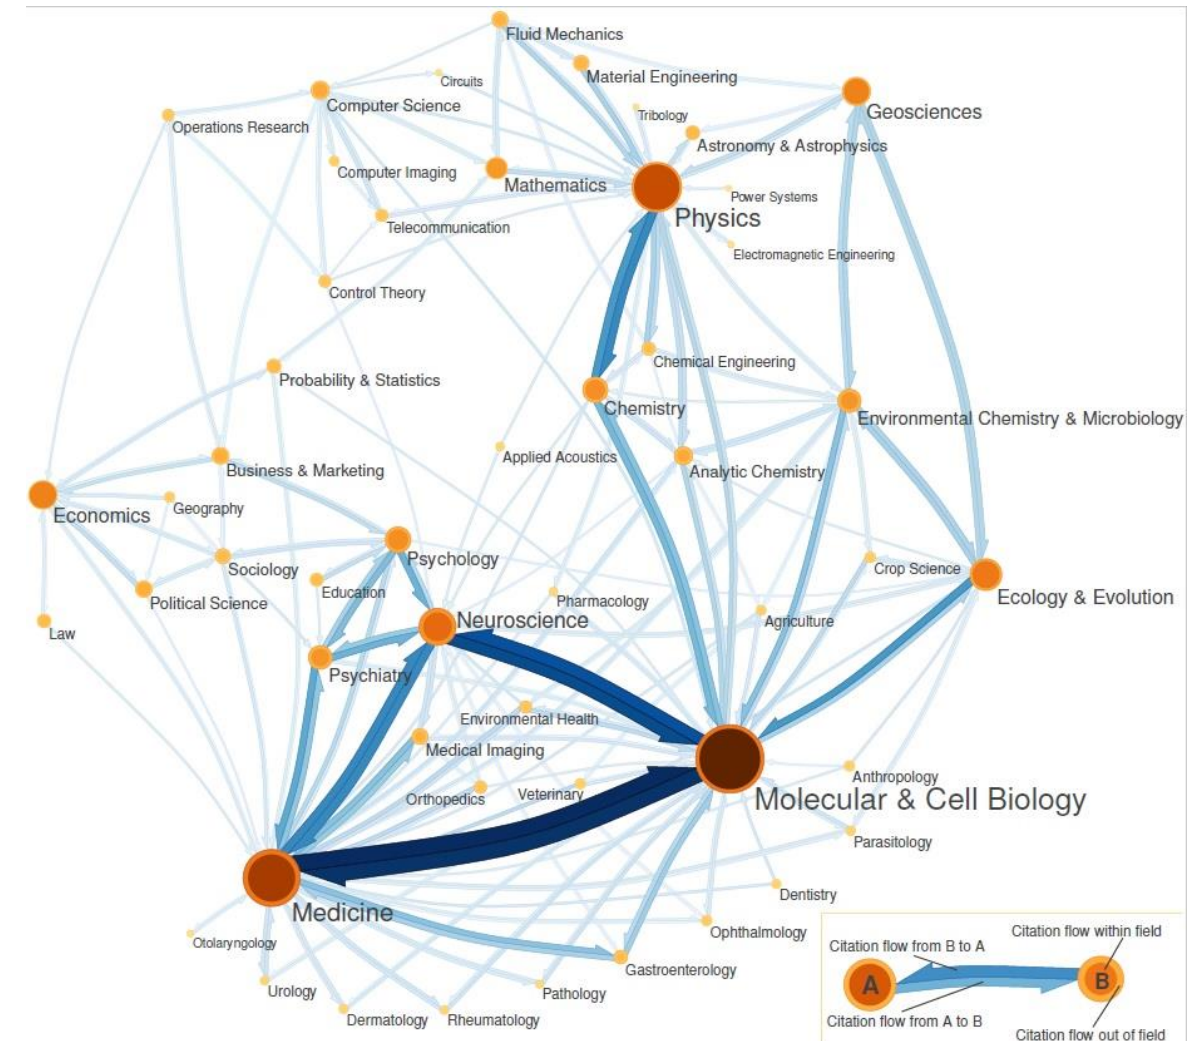 Fluid Mechanics
Circuits
Material Engineering
Computer Science
Geosciences
Tribology
Operations Research
Astronomy & Astrophysics
Computer Imaging
Mathematics
Power Systems
Physics
Telecommunication
Electromagnetic Engineering
Control Theory
Chemical Engineering
Probability & Statistics
Chemistry
Environmental Chemistry & Microbiology
Applied Acoustics
Business & Marketing
Analytic Chemistry
Geography
Economics
Psychology
Sociology
Crop Science
Education
Ecology & Evolution
Political Science
Pharmacology
Neuroscience
Agriculture
Law
Psychiatry
Environmental Health
Medical Imaging
Anthropology
Orthopedics
Veterinary
Molecular & Cell Biology
Parasitology
Dentistry
Medicine
Ophthalmology
Otolaryngology
Gastroenterology
Urology
Pathology
Dermatology
Rheumatology
Citation flow within field
Citation flow from B to A
A
B
Citation flow from A to B
Citation flow out of field